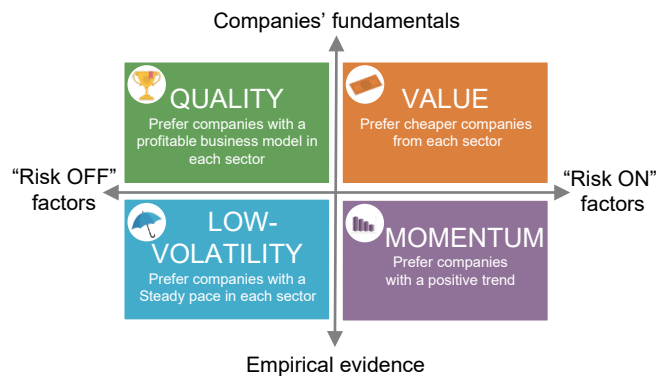 Companies’ fundamentals
QUALITY
Prefer companies with a
profitable business model in
each sector
VALUE
Prefer cheaper companies
from each sector
“Risk OFF”
factors
“Risk ON”
factors
LOW-
VOLATILITY
Prefer companies with a
Steady pace in each sector
MOMENTUM
Prefer companies
with a positive trend
Empirical evidence